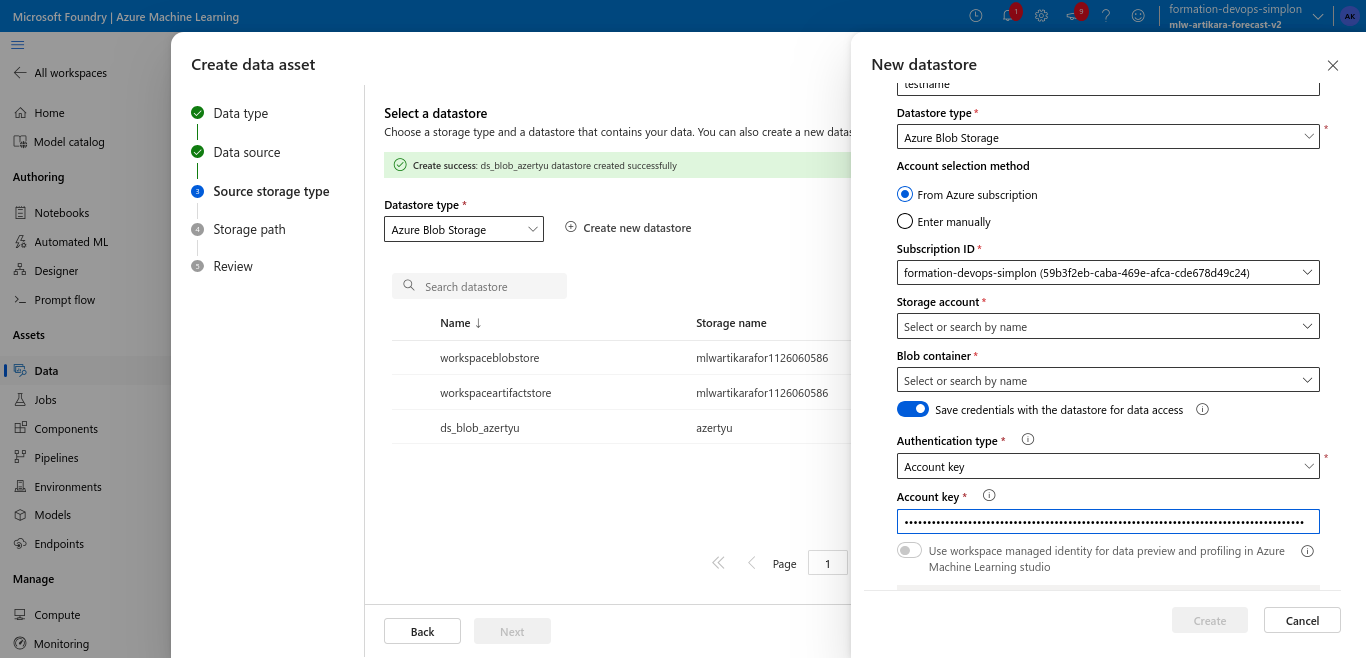 Microsoft Foundry | Azure Machine Learning
1
9
formation-devops-simplon
mlw-artikara-forecast-v2
AK
All workspaces
Home
Model catalog
Authoring
Notebooks
Automated ML
Designer
Prompt flow
Assets
Data
Jobs
Components
Pipelines
Environments
Models
Endpoints
Manage
Compute
Monitoring
Create data asset
Data type
Data source
3 Source storage type
4 Storage path
5 Review
Select a datastore
Choose a storage type and a datastore that contains your data. You can also create a new datas
Create success: ds_blob_azertyu datastore created successfully
Datastore type *
Azure Blob Storage
Create new datastore
Search datastore
Name ↓ Storage name
workspaceblobstore mlwartikarafor1126060586
workspaceartifactstore mlwartikarafor1126060586
ds_blob_azertyu azertyu
Page 1
Back
Next
New datastore
testname
Datastore type *
Azure Blob Storage
*
Account selection method
From Azure subscription
Enter manually
Subscription ID *
formation-devops-simplon (59b3f2eb-caba-469e-afca-cde678d49c24)
Storage account *
Select or search by name
Blob container *
Select or search by name
Save credentials with the datastore for data access
Authentication type *
Account key
*
Account key *
Use workspace managed identity for data preview and profiling in Azure
Machine Learning studio
Create
Cancel